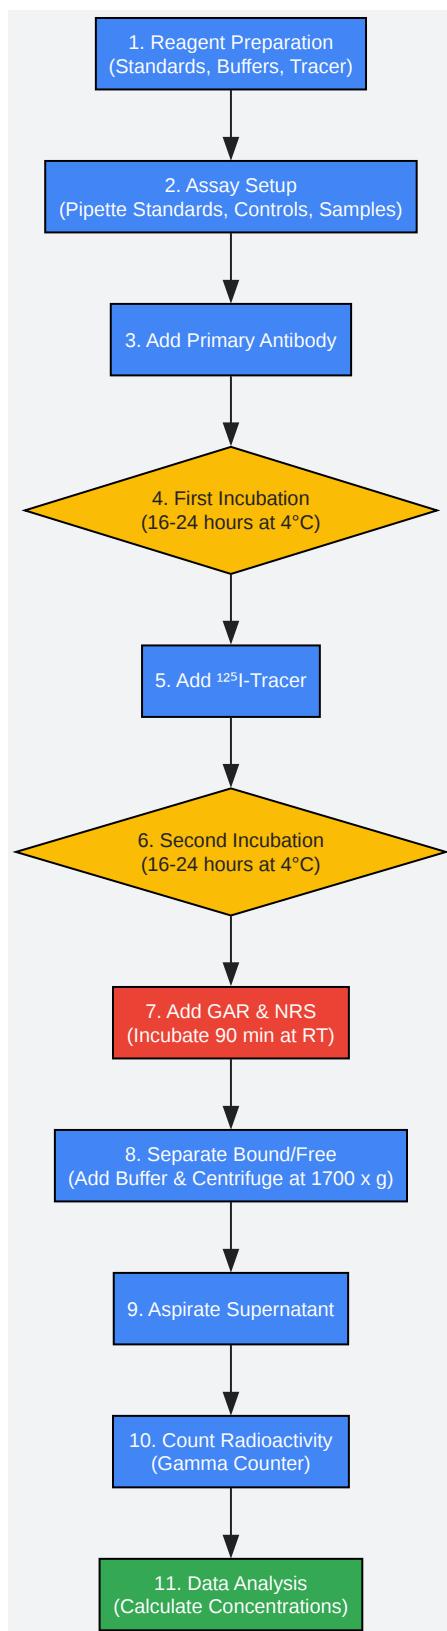 1. Reagent Preparation
(Standards, Buffers, Tracer)
2. Assay Setup
(Pipette Standards, Controls, Samples)
3. Add Primary Antibody
4. First Incubation
(16-24 hours at 4°C)
5. Add ¹²⁵I-Tracer
6. Second Incubation
(16-24 hours at 4°C)
7. Add GAR & NRS
(Incubate 90 min at RT)
8. Separate Bound/Free
(Add Buffer & Centrifuge at 1700 x g)
9. Aspirate Supernatant
10. Count Radioactivity
(Gamma Counter)
11. Data Analysis
(Calculate Concentrations)